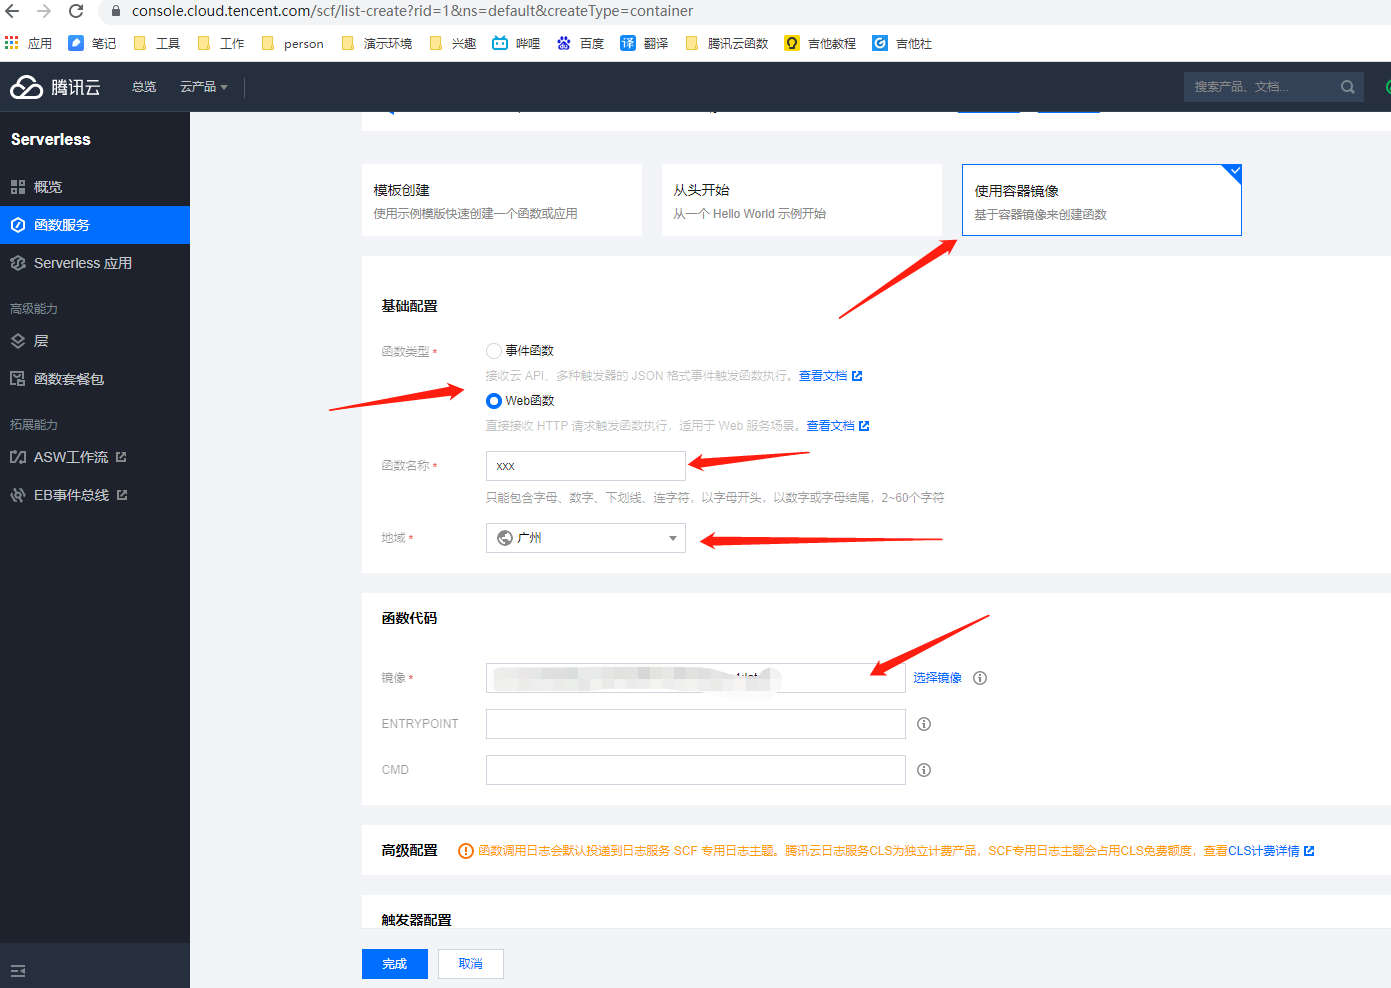 console.cloud.tencent.com/scf/list-create?rid=1&ns=default&createType=container
应用 笔记 工具 工作 person 演示环境 兴趣 哔哩 百度 翻译 腾讯云函数 吉他教程 吉他社
腾讯云 总览 云产品 搜索产品、文档...
Serverless
概览
函数服务
Serverless 应用
高级能力
层
函数套餐包
拓展能力
ASW工作流
EB事件总线
模板创建
使用示例模版快速创建一个函数或应用
从头开始
从一个 Hello World 示例开始
使用容器镜像
基于容器镜像来创建函数
基础配置
函数类型 * 事件函数
接收云 API、多种触发器的 JSON 格式事件触发函数执行。查看文档
Web函数
直接接收 HTTP 请求触发函数执行，适用于 Web 服务场景。查看文档
函数名称 * xxx
只能包含字母、数字、下划线、连字符，以字母开头，以数字或字母结尾，2~60个字符
地域 * 广州
函数代码
镜像 * 选择镜像
ENTRYPOINT
CMD
高级配置 函数调用日志会默认投递到日志服务 SCF 专用日志主题。腾讯云日志服务CLS为独立计费产品，SCF专用日志主题会占用CLS免费额度，查看CLS计费详情
触发器配置
完成 取消